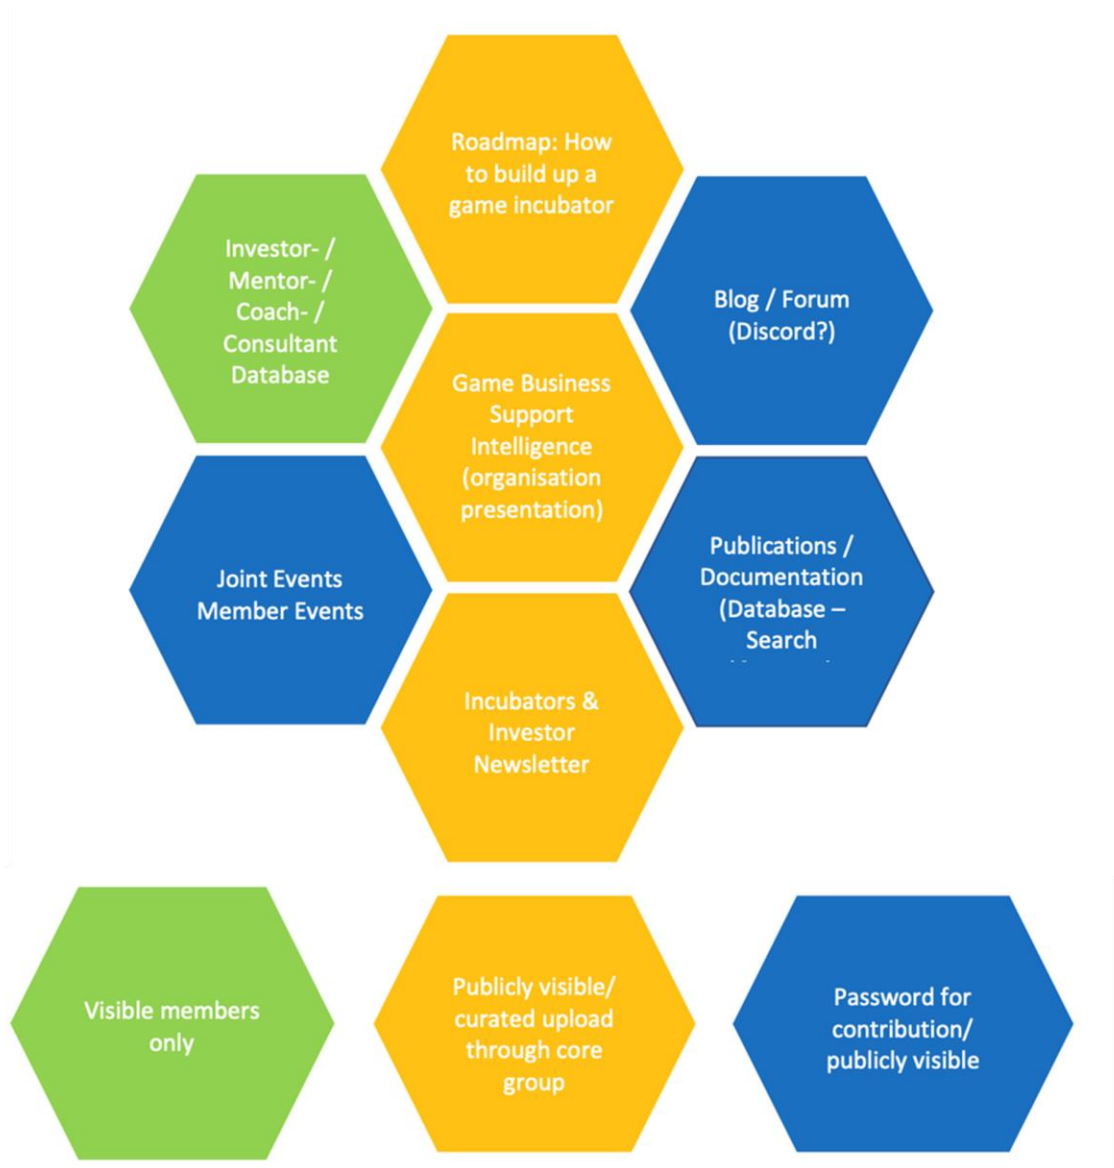 Roadmap: How
to build up a
game incubator
Investor- /
Mentor- /
Coach- /
Consultant
Database
Blog / Forum
(Discord?)
Game Business
Support
Intelligence
(organisation
presentation)
Joint Events
Member Events
Publications /
Documentation
(Database –
Search
Incubators &
Investor
Newsletter
Visible members
only
Publicly visible/
curated upload
through core
group
Password for
contribution/
publicly visible